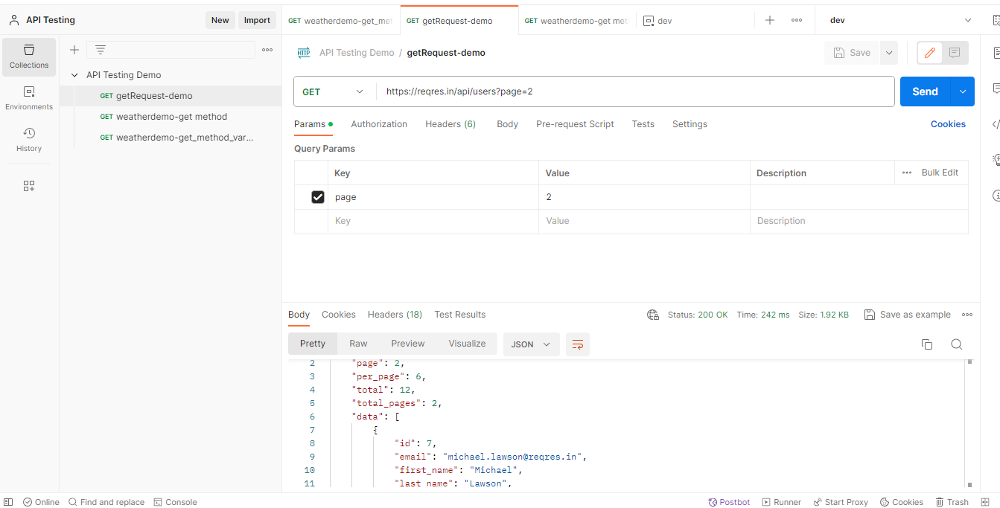 API Testing New Import GET weatherdemo-get_met GET getRequest-demo GET weatherdemo-get met dev dev
Collections
Environments
History
API Testing Demo
GET getRequest-demo
GET weatherdemo-get method
GET weatherdemo-get_method_var...
HTTP API Testing Demo / getRequest-demo Save
GET https://reqres.in/api/users?page=2 Send
Params Authorization Headers (6) Body Pre-request Script Tests Settings Cookies
Query Params
Key Value Description Bulk Edit
page 2
Key Value Description
Body Cookies Headers (18) Test Results Status: 200 OK Time: 242 ms Size: 1.92 KB Save as example
Pretty Raw Preview Visualize JSON
2 "page": 2,
3 "per_page": 6,
4 "total": 12,
5 "total_pages": 2,
6 "data": [
7 {
8 "id": 7,
9 "email": "michael.lawson@reqres.in",
10 "first_name": "Michael",
11 "last_name": "Lawson",
Online Find and replace Console Postbot Runner Start Proxy Cookies Trash